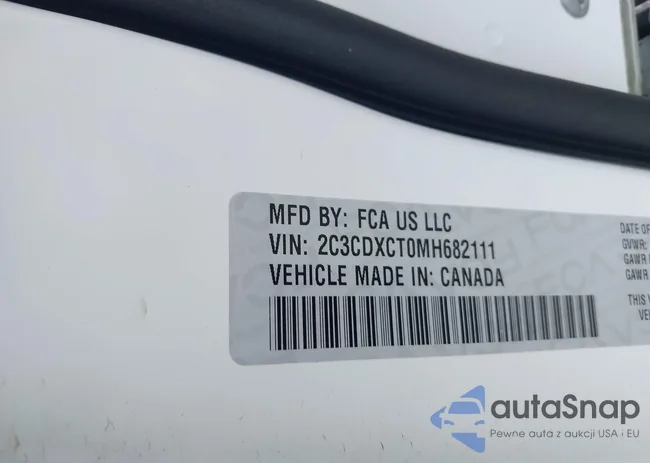 MFD BY: FCA US LLC
VIN: 2C3CDXCT0MH682111
VEHICLE MADE IN: CANADA
DATE OF
GVWR:
GAWR
GAWR
THIS
autaSnap
Pewne auta z aukcji USA i EU